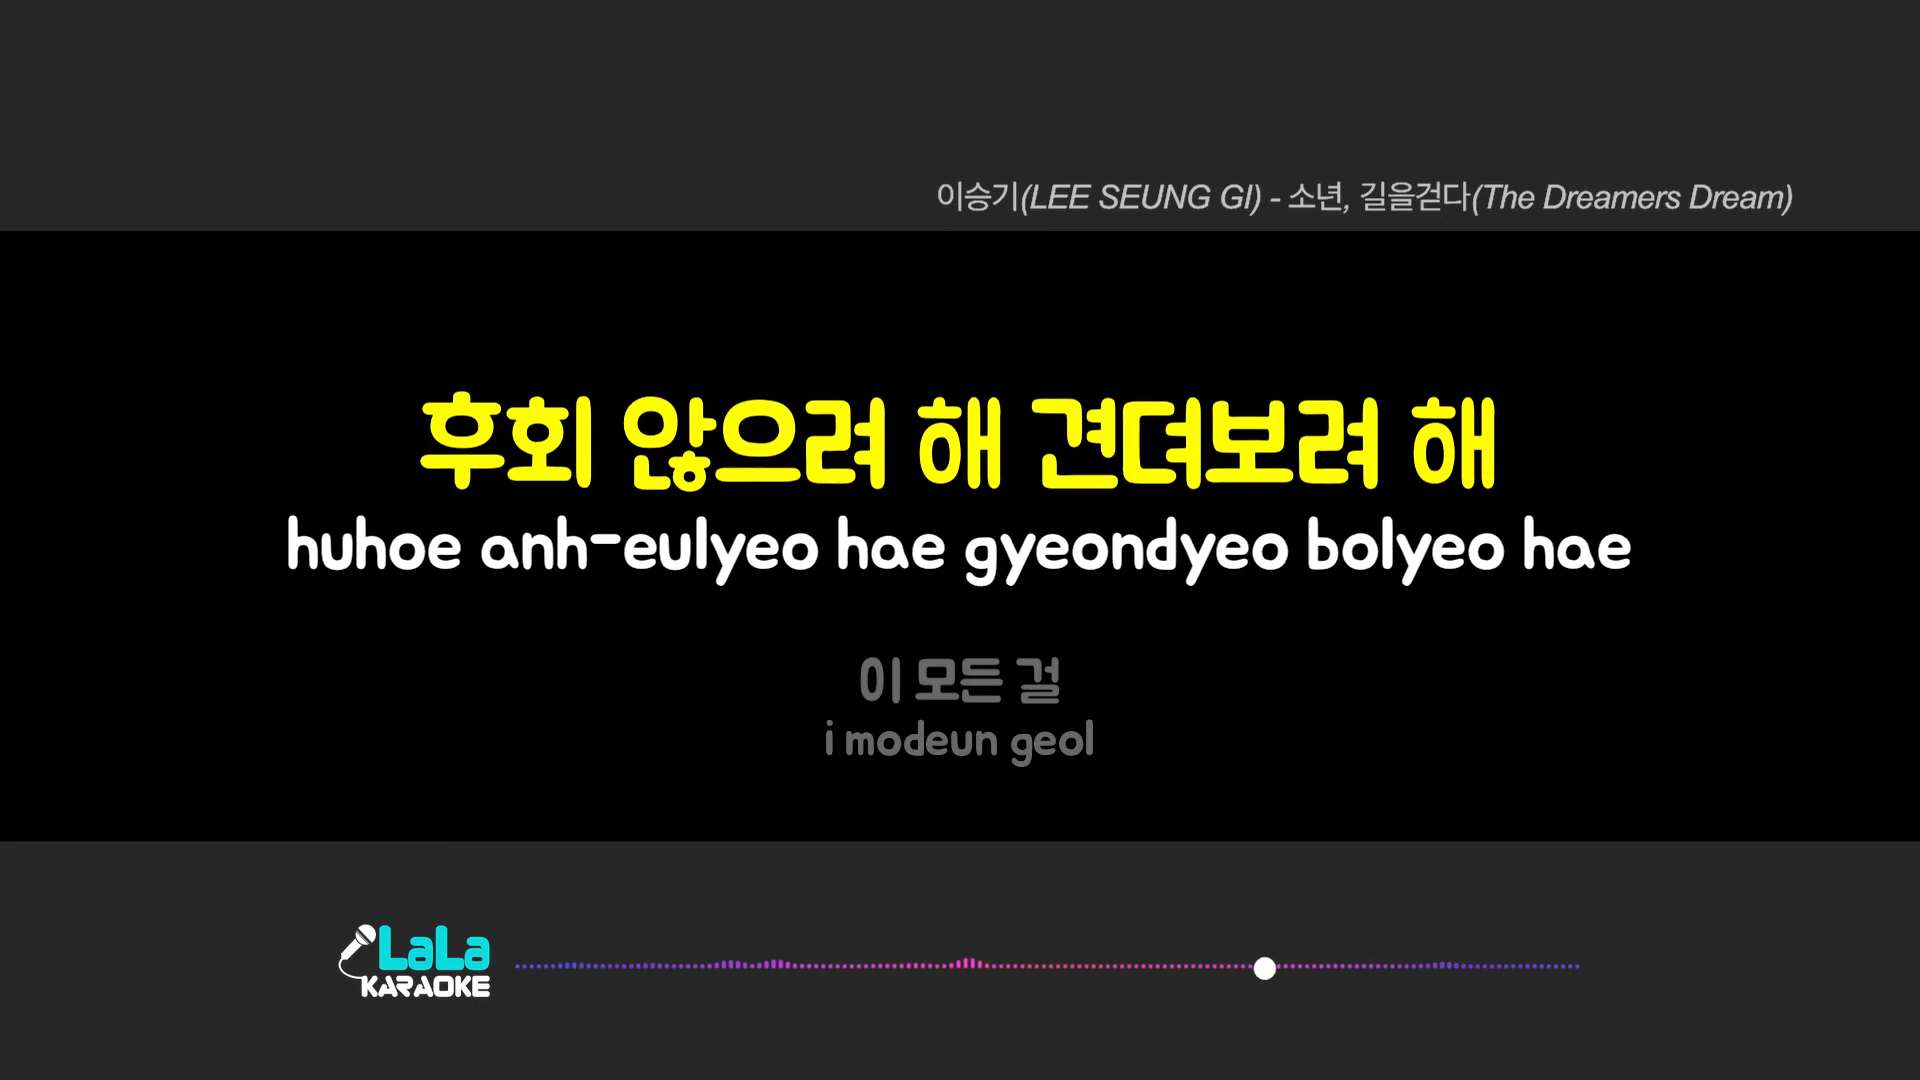 이승기(LEE SEUNG GI) - 소년, 길을걷다(The Dreamers Dream)
후회 않으려 해 견뎌보려 해
huhoe anh-eulyeo hae gyeondyeo bolyeo hae
이 모든 걸
i modeun geol
LaLa
KARAOKE